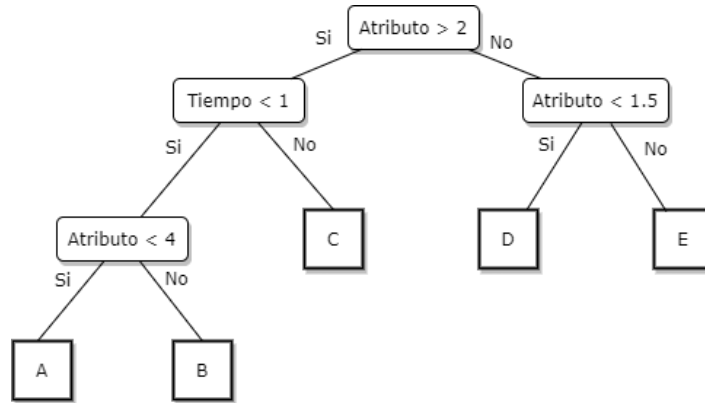 Atributo > 2
Si
No
Tiempo < 1
Atributo < 1.5
Si
No
Si
No
Atributo < 4
C
D
E
Si
No
A
B